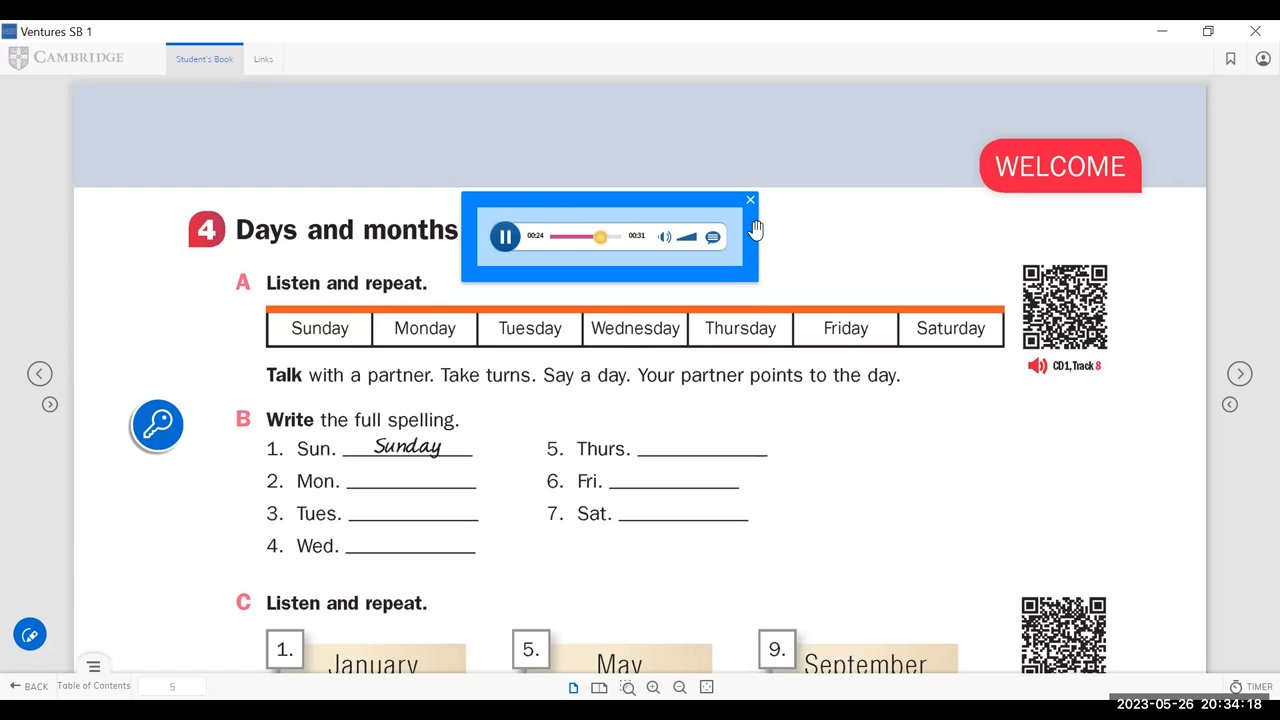 Ventures SB 1
CAMBRIDGE
Student's Book
Links
WELCOME
4 Days and months
00:24
00:31
A Listen and repeat.
Sunday Monday Tuesday Wednesday Thursday Friday Saturday
CD1, Track 8
Talk with a partner. Take turns. Say a day. Your partner points to the day.
B Write the full spelling.
1. Sun. Sunday
2. Mon.
3. Tues.
4. Wed.
5. Thurs.
6. Fri.
7. Sat.
C Listen and repeat.
1. January
5. May
9. September
BACK
Table of Contents
5
TIMER
2023-05-26 20:34:18